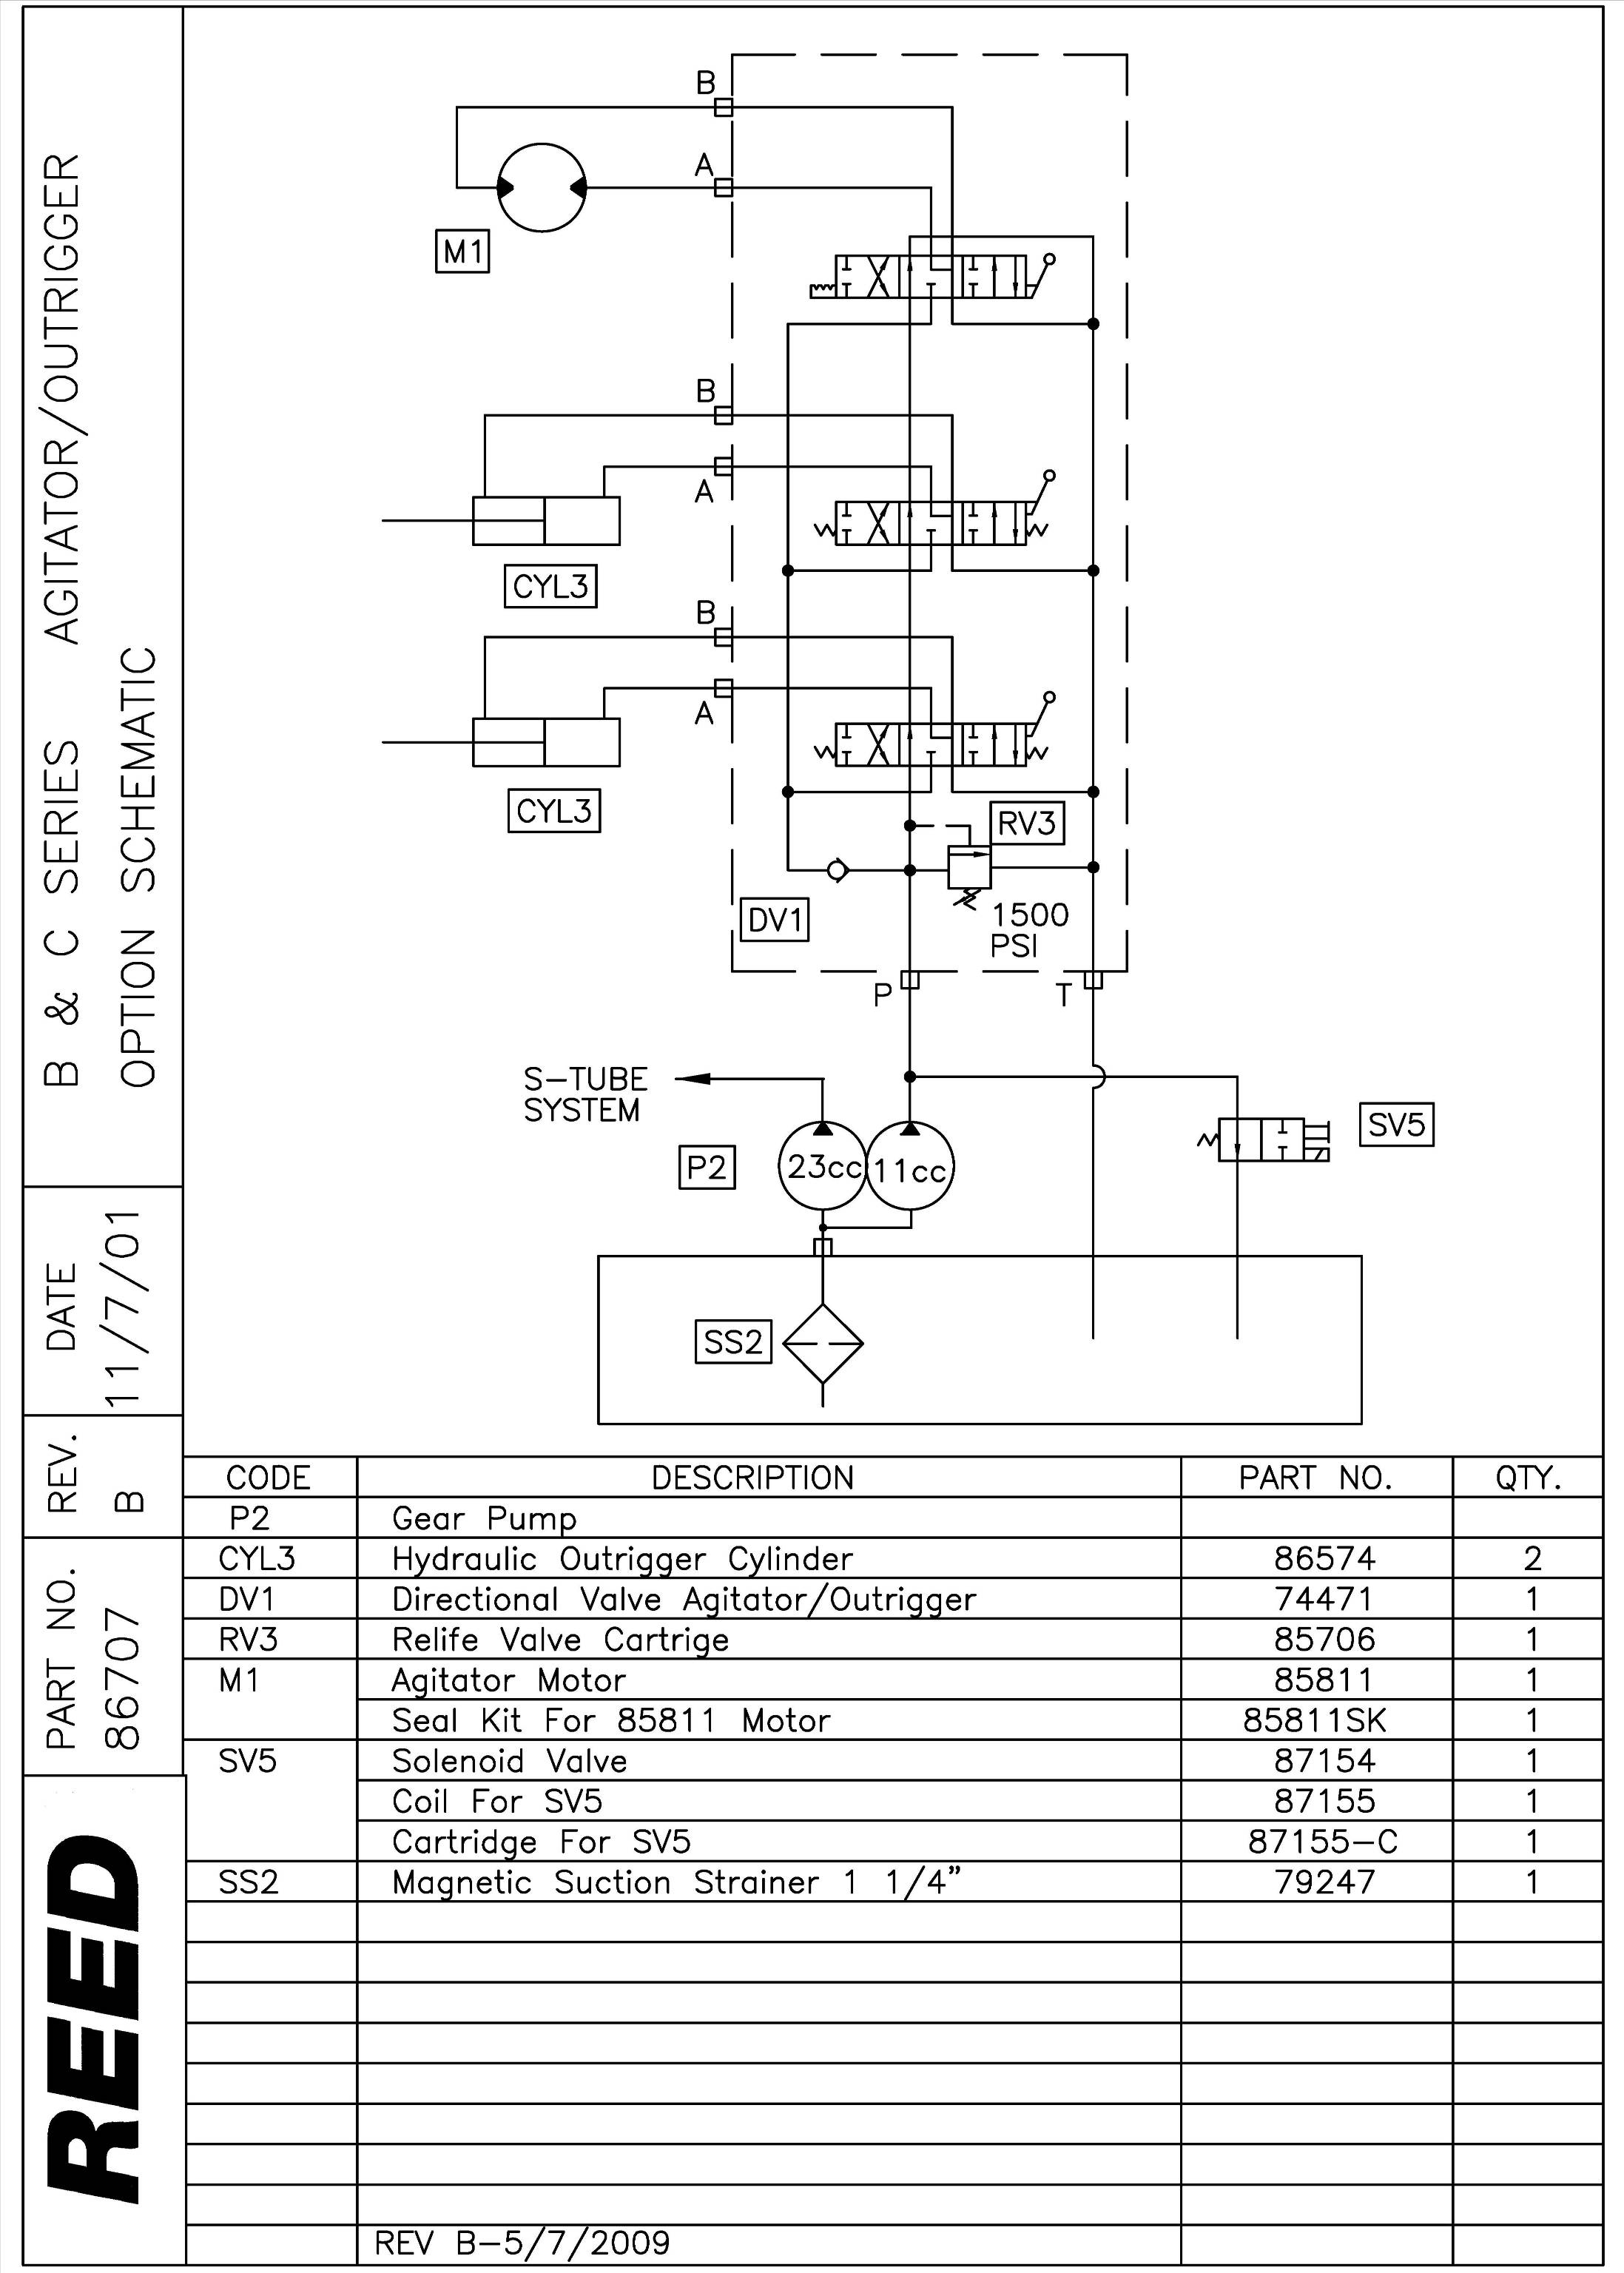 B & C SERIES AGITATOR/OUTRIGGER
OPTION SCHEMATIC
DATE
11/7/01
REV.
B
PART NO.
86707
REED
B
A
M1
B
A
CYL3
B
A
CYL3
RV3
1500
PSI
DV1
P
T
S-TUBE
SYSTEM
P2
23cc
11cc
SV5
SS2
CODE DESCRIPTION PART NO. QTY.
P2 Gear Pump
CYL3 Hydraulic Outrigger Cylinder 86574 2
DV1 Directional Valve Agitator/Outrigger 74471 1
RV3 Relife Valve Cartrige 85706 1
M1 Agitator Motor 85811 1
Seal Kit For 85811 Motor 85811SK 1
SV5 Solenoid Valve 87154 1
Coil For SV5 87155 1
Cartridge For SV5 87155-C 1
SS2 Magnetic Suction Strainer 1 1/4" 79247 1
REV B-5/7/2009